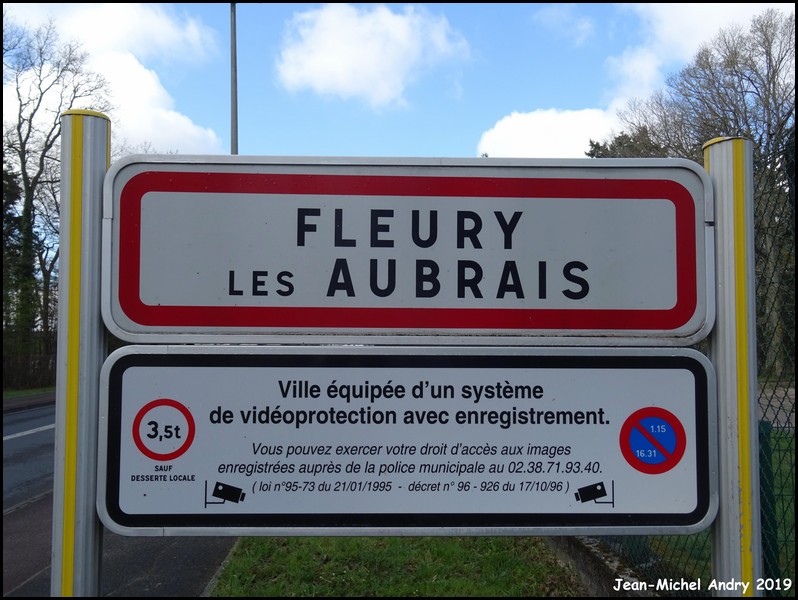 FLEURY
LES AUBRAIS
Ville équipée d'un système
de vidéoprotection avec enregistrement.
3,5t
SAUF
DESSERTE LOCALE
1.15
16.31
Vous pouvez exercer votre droit d'accès aux images
enregistrées auprès de la police municipale au 02.38.71.93.40.
( loi n°95-73 du 21/01/1995 - décret n° 96 - 926 du 17/10/96 )
Jean-Michel Andry 2019